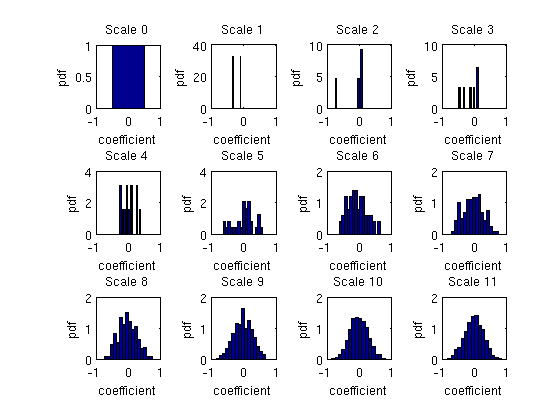 Scale 0 Scale 1 Scale 2 Scale 3
1 40 10 10
pdf 0.5 pdf 20 pdf 5 pdf 5
0 0 0 0
-1 0 1 -1 0 1 -1 0 1 -1 0 1
coefficient coefficient coefficient coefficient
Scale 4 Scale 5 Scale 6 Scale 7
4 4 2 2
pdf 2 pdf 2 pdf 1 pdf 1
0 0 0 0
-1 0 1 -1 0 1 -1 0 1 -1 0 1
coefficient coefficient coefficient coefficient
Scale 8 Scale 9 Scale 10 Scale 11
2 2 2 2
pdf 1 pdf 1 pdf 1 pdf 1
0 0 0 0
-1 0 1 -1 0 1 -1 0 1 -1 0 1
coefficient coefficient coefficient coefficient